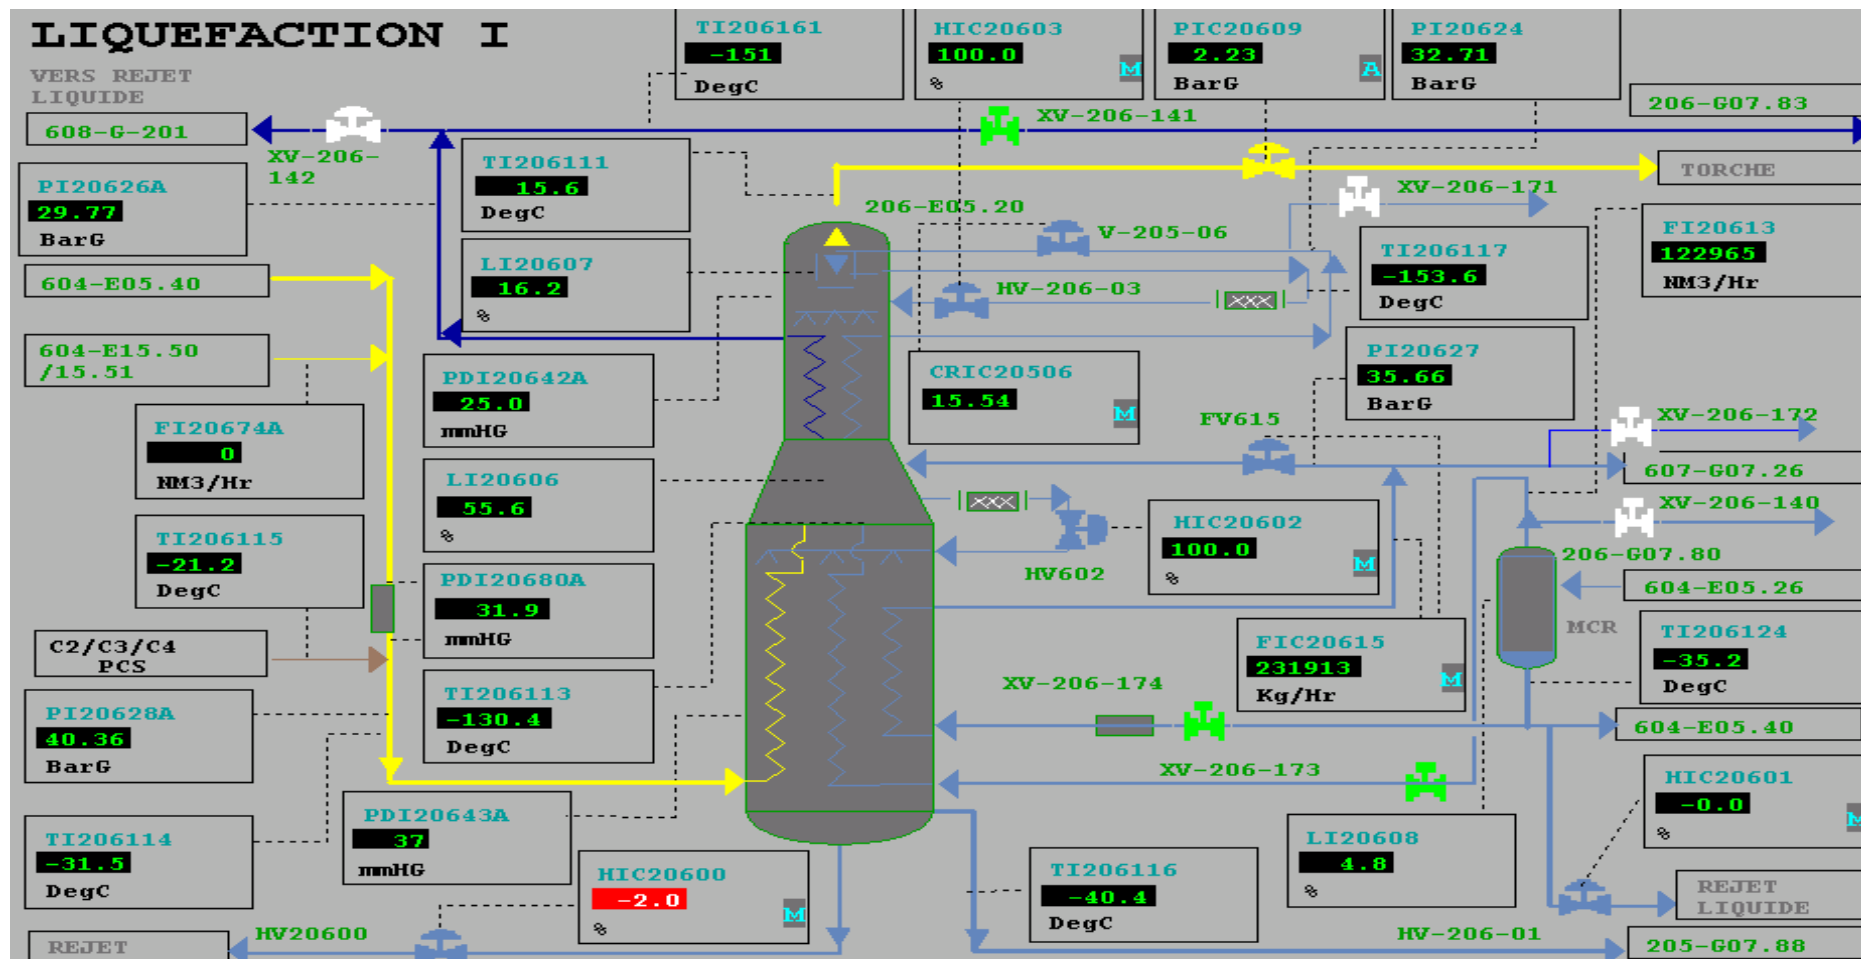 LIQUEFACTION I
TI206161
-151
DegC
HIC20603
100.0
%
M
PIC20609
2.23
BarG
A
PI20624
32.71
BarG
VERS REJET
LIQUIDE
608-G-201
XV-206-
142
XV-206-141
206-G07.83
PI20626A
29.77
BarG
TI206111
15.6
DegC
TORCHE
XV-206-171
206-E05.20
V-205-06
FI20613
122965
NM3/Hr
LI20607
16.2
%
TI206117
-153.6
DegC
604-E05.40
HV-206-03
XXX
604-E15.50
/15.51
PDI20642A
25.0
mmHG
CRIC20506
15.54
M
PI20627
35.66
BarG
FI20674A
0
NM3/Hr
FV615
XV-206-172
607-G07.26
LI20606
55.6
%
XXX
XV-206-140
TI206115
-21.2
DegC
HIC20602
100.0
%
M
HV602
206-G07.80
604-E05.26
PDI20680A
31.9
mmHG
MCR
C2/C3/C4
PCS
FIC20615
231913
Kg/Hr
M
TI206124
-35.2
DegC
TI206113
-130.4
DegC
XV-206-174
PI20628A
40.36
BarG
604-E05.40
XV-206-173
HIC20601
-0.0
%
M
PDI20643A
37
mmHG
TI206114
-31.5
DegC
LI20608
4.8
%
HIC20600
-2.0
%
M
TI206116
-40.4
DegC
REJET
LIQUIDE
HV20600
REJET
HV-206-01
205-G07.88